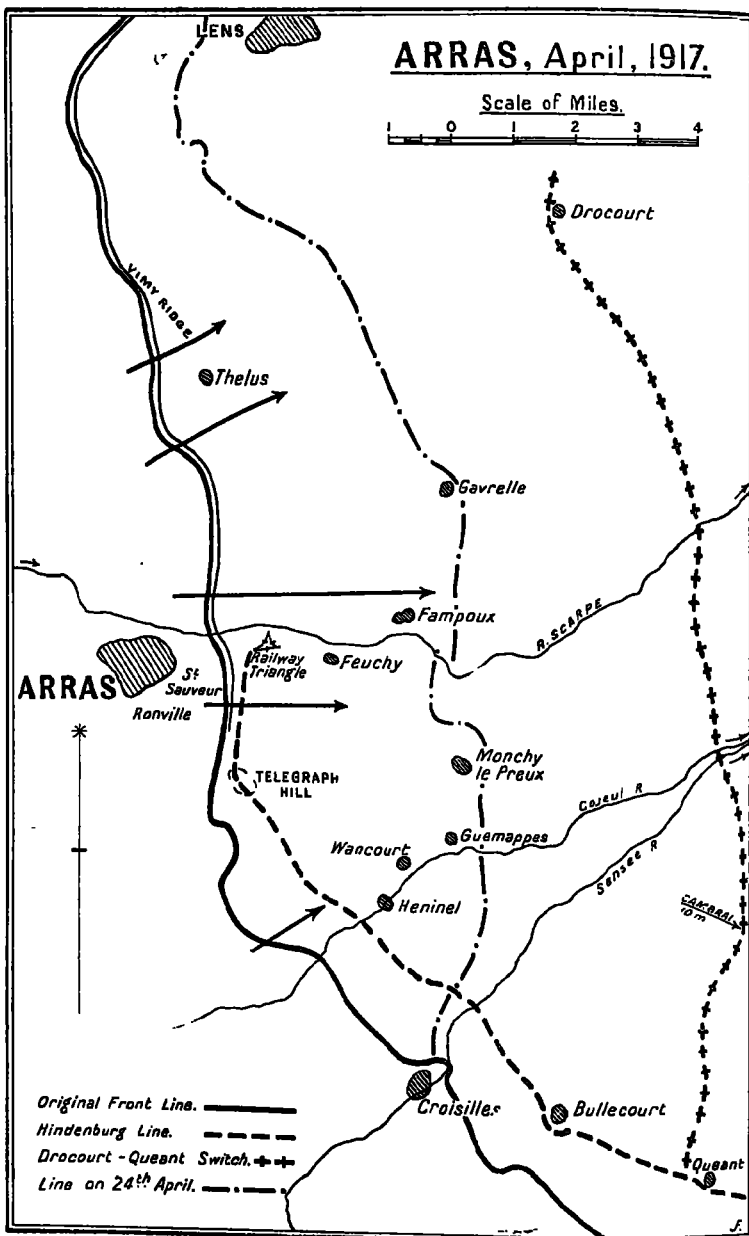 LENS
ARRAS, April, 1917.
Scale of Miles.
1 0 1 2 3 4
Drocourt
VIMY RIDGE
Thelus
Gavrelle
Fampoux
R. SCARPE
Railway
Triangle
Feuchy
St
Sauveur
ARRAS
Ronville
Monchy
le Preux
TELEGRAPH
HILL
Cojeul R
Guemappes
Wancourt
Sensee R
Heninel
CAMBRAI
10 m
Croisilles
Bullecourt
Queant
Original Front Line.
Hindenburg Line.
Drocourt - Queant Switch.
Line on 24th April.